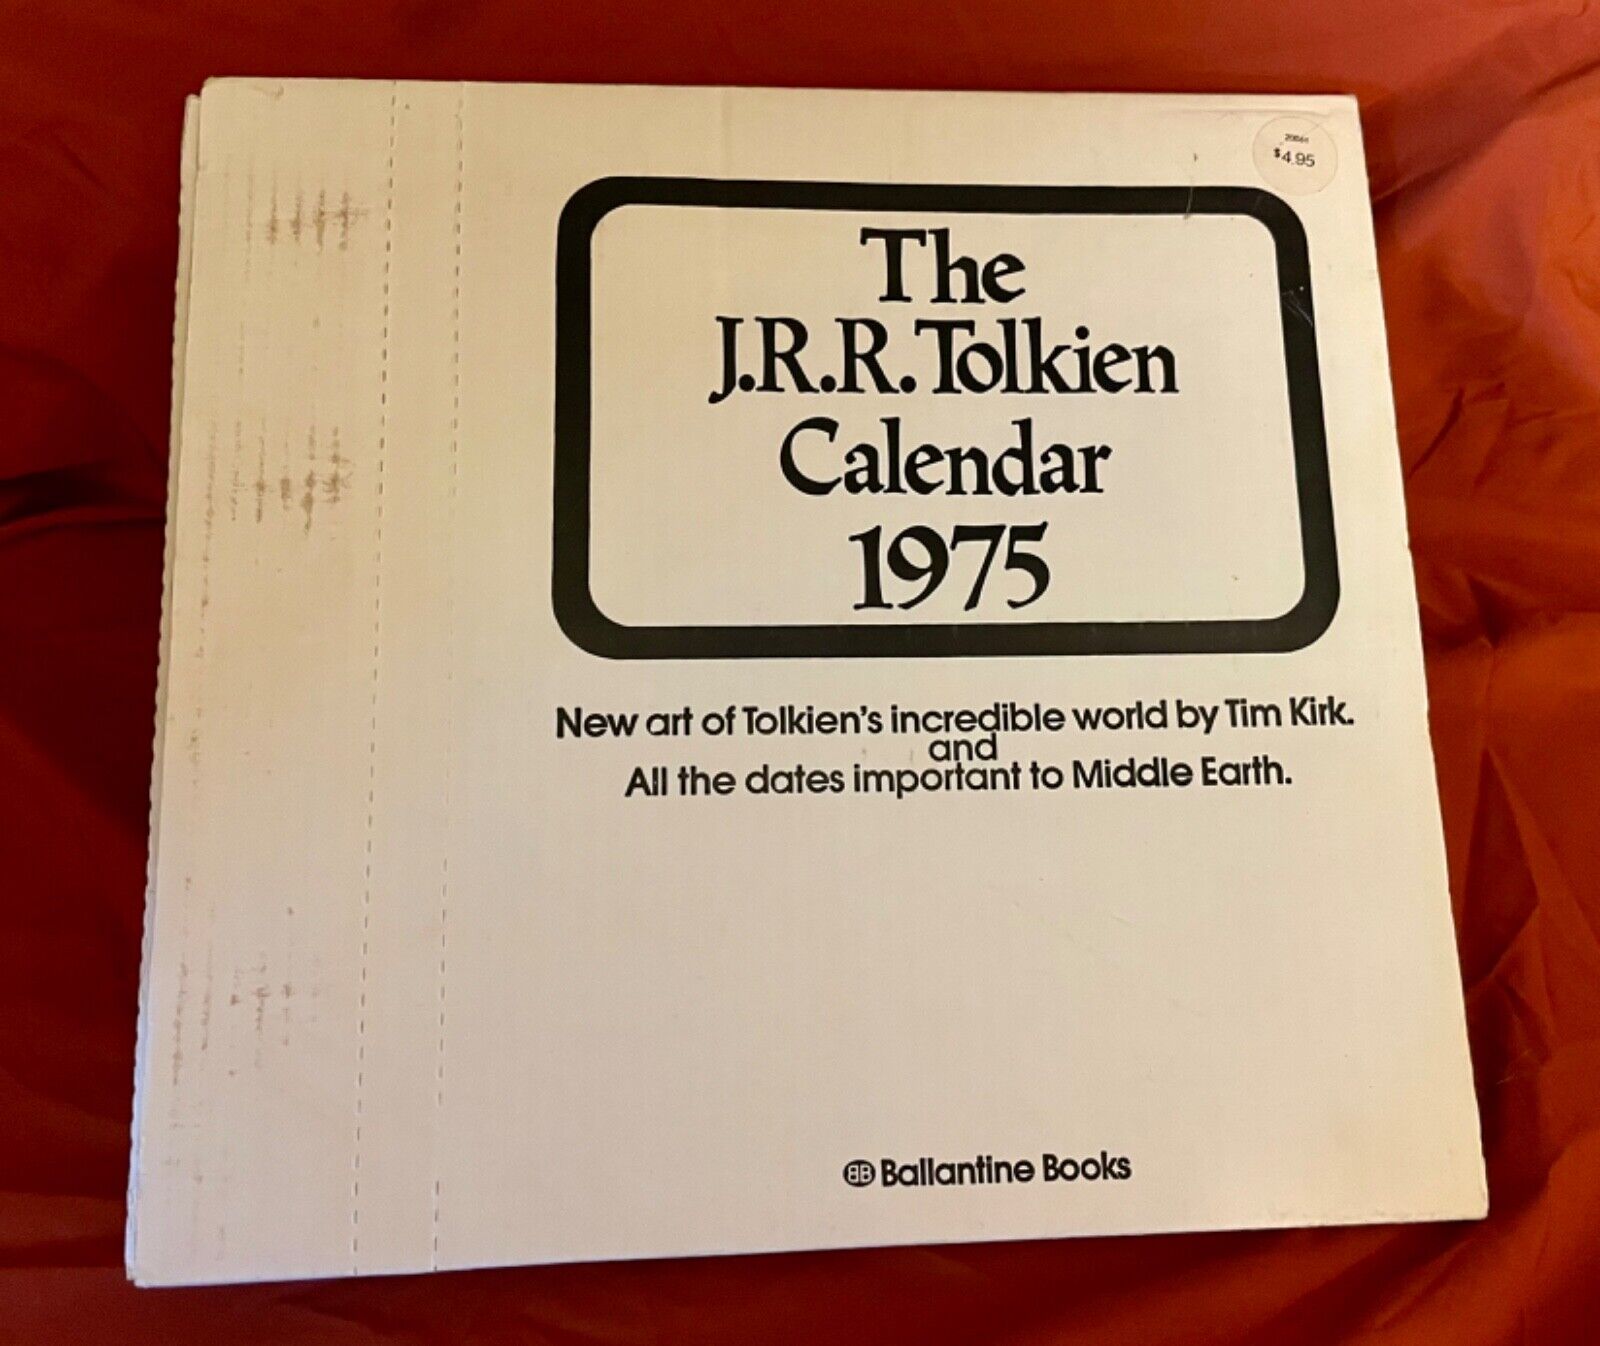 $4.95
The
J.R.R. Tolkien
Calendar
1975
New art of Tolkien's incredible world by Tim Kirk.
and
All the dates important to Middle Earth.
BB Ballantine Books